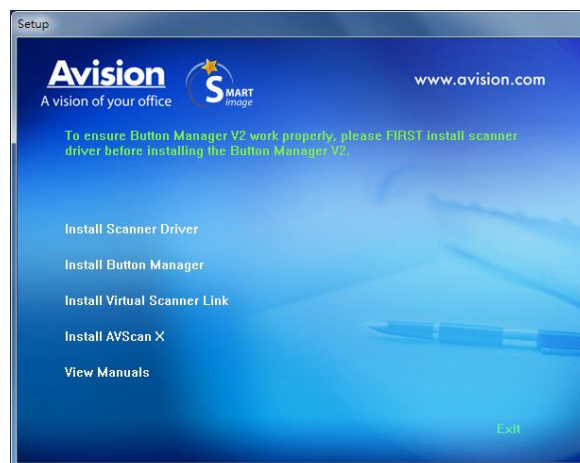 Setup
Avision
A vision of your office
SMART
image
www.avision.com
To ensure Button Manager V2 work properly, please FIRST install scanner
driver before installing the Button Manager V2.
Install Scanner Driver
Install Button Manager
Install Virtual Scanner Link
Install AVScan X
View Manuals
Exit